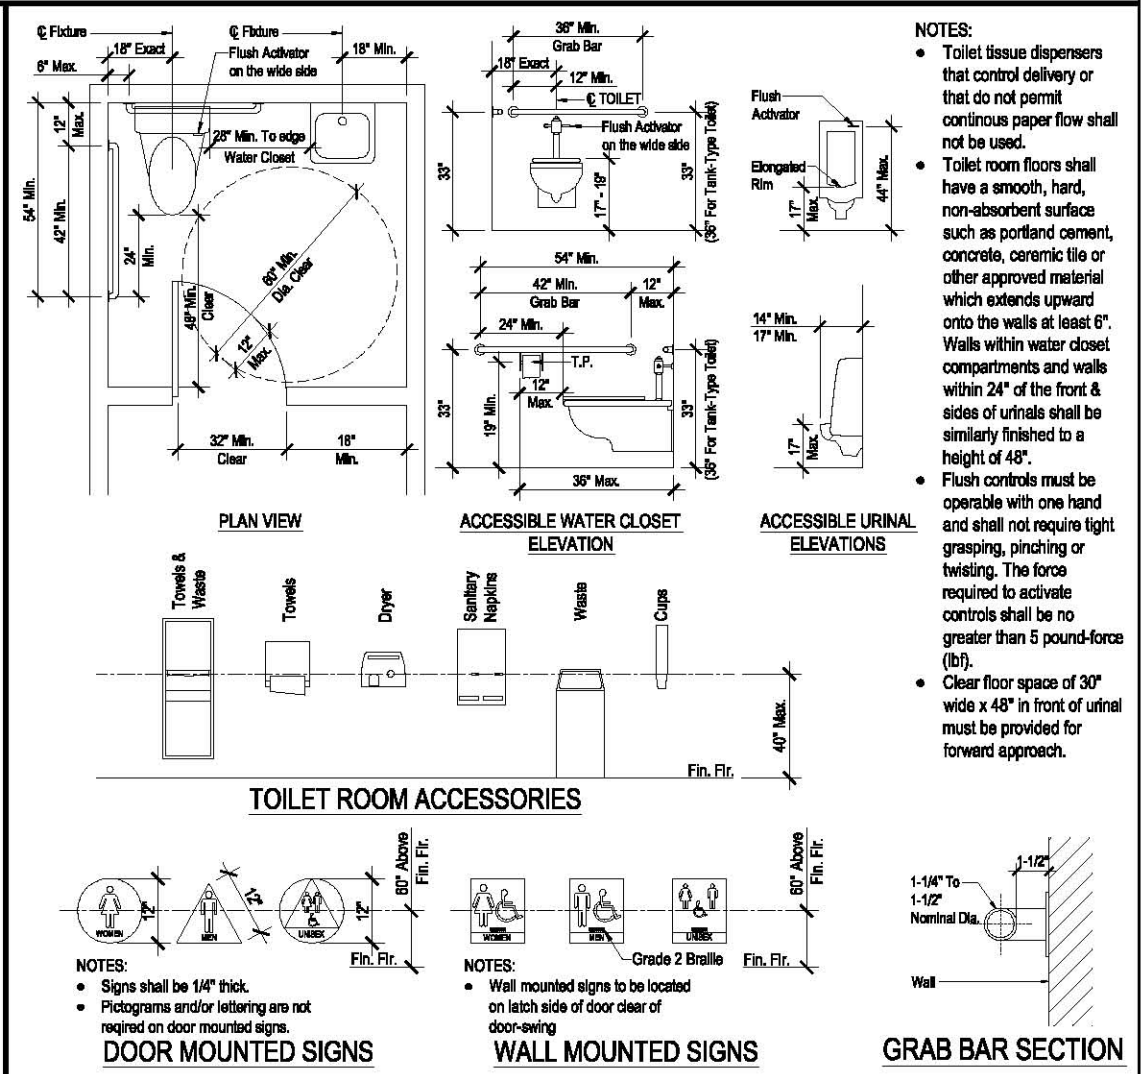 ℄ Fixture
℄ Fixture
18" Exact
Flush Activator
on the wide side
18" Min.
6" Max.
12"
Max.
28" Min. To edge
Water Closet
54" Min.
42" Min.
24"
Min.
48" Min.
Clear
60" Min.
Dia. Clear
12"
Max.
32" Min.
Clear
18"
Min.
PLAN VIEW
36" Min.
Grab Bar
18" Exact
12" Min.
℄ TOILET
Flush Activator
on the wide side
33"
17" - 19"
33"
(36" For Tank-Type Toilet)
54" Min.
42" Min.
Grab Bar
12"
Max.
24" Min.
T.P.
12"
Max.
33"
19" Min.
33"
(36" For Tank-Type Toilet)
36" Max.
ACCESSIBLE WATER CLOSET
ELEVATION
Flush
Activator
Elongated
Rim
17"
Max.
44" Max.
14" Min.
17" Min.
17"
Max.
ACCESSIBLE URINAL
ELEVATIONS
NOTES:
• Toilet tissue dispensers
that control delivery or
that do not permit
continous paper flow shall
not be used.
• Toilet room floors shall
have a smooth, hard,
non-absorbent surface
such as portland cement,
concrete, ceramic tile or
other approved material
which extends upward
onto the walls at least 6".
Walls within water closet
compartments and walls
within 24" of the front &
sides of urinals shall be
similarly finished to a
height of 48".
• Flush controls must be
operable with one hand
and shall not require tight
grasping, pinching or
twisting. The force
required to activate
controls shall be no
greater than 5 pound-force
(lbf).
• Clear floor space of 30"
wide x 48" in front of urinal
must be provided for
forward approach.
Towels &
Waste
Towels
Dryer
Sanitary
Napkins
Waste
Cups
40" Max.
Fin. Flr.
TOILET ROOM ACCESSORIES
WOMEN
12"
MEN
12"
UNISEX
12"
60" Above
Fin. Flr.
Fin. Flr.
NOTES:
• Signs shall be 1/4" thick.
• Pictograms and/or lettering are not
reqired on door mounted signs.
DOOR MOUNTED SIGNS
WOMEN
MEN
UNISEX
Grade 2 Braille
60" Above
Fin. Flr.
Fin. Flr.
NOTES:
• Wall mounted signs to be located
on latch side of door clear of
door-swing
WALL MOUNTED SIGNS
1-1/2"
1-1/4" To
1-1/2"
Nominal Dia.
Wall
GRAB BAR SECTION